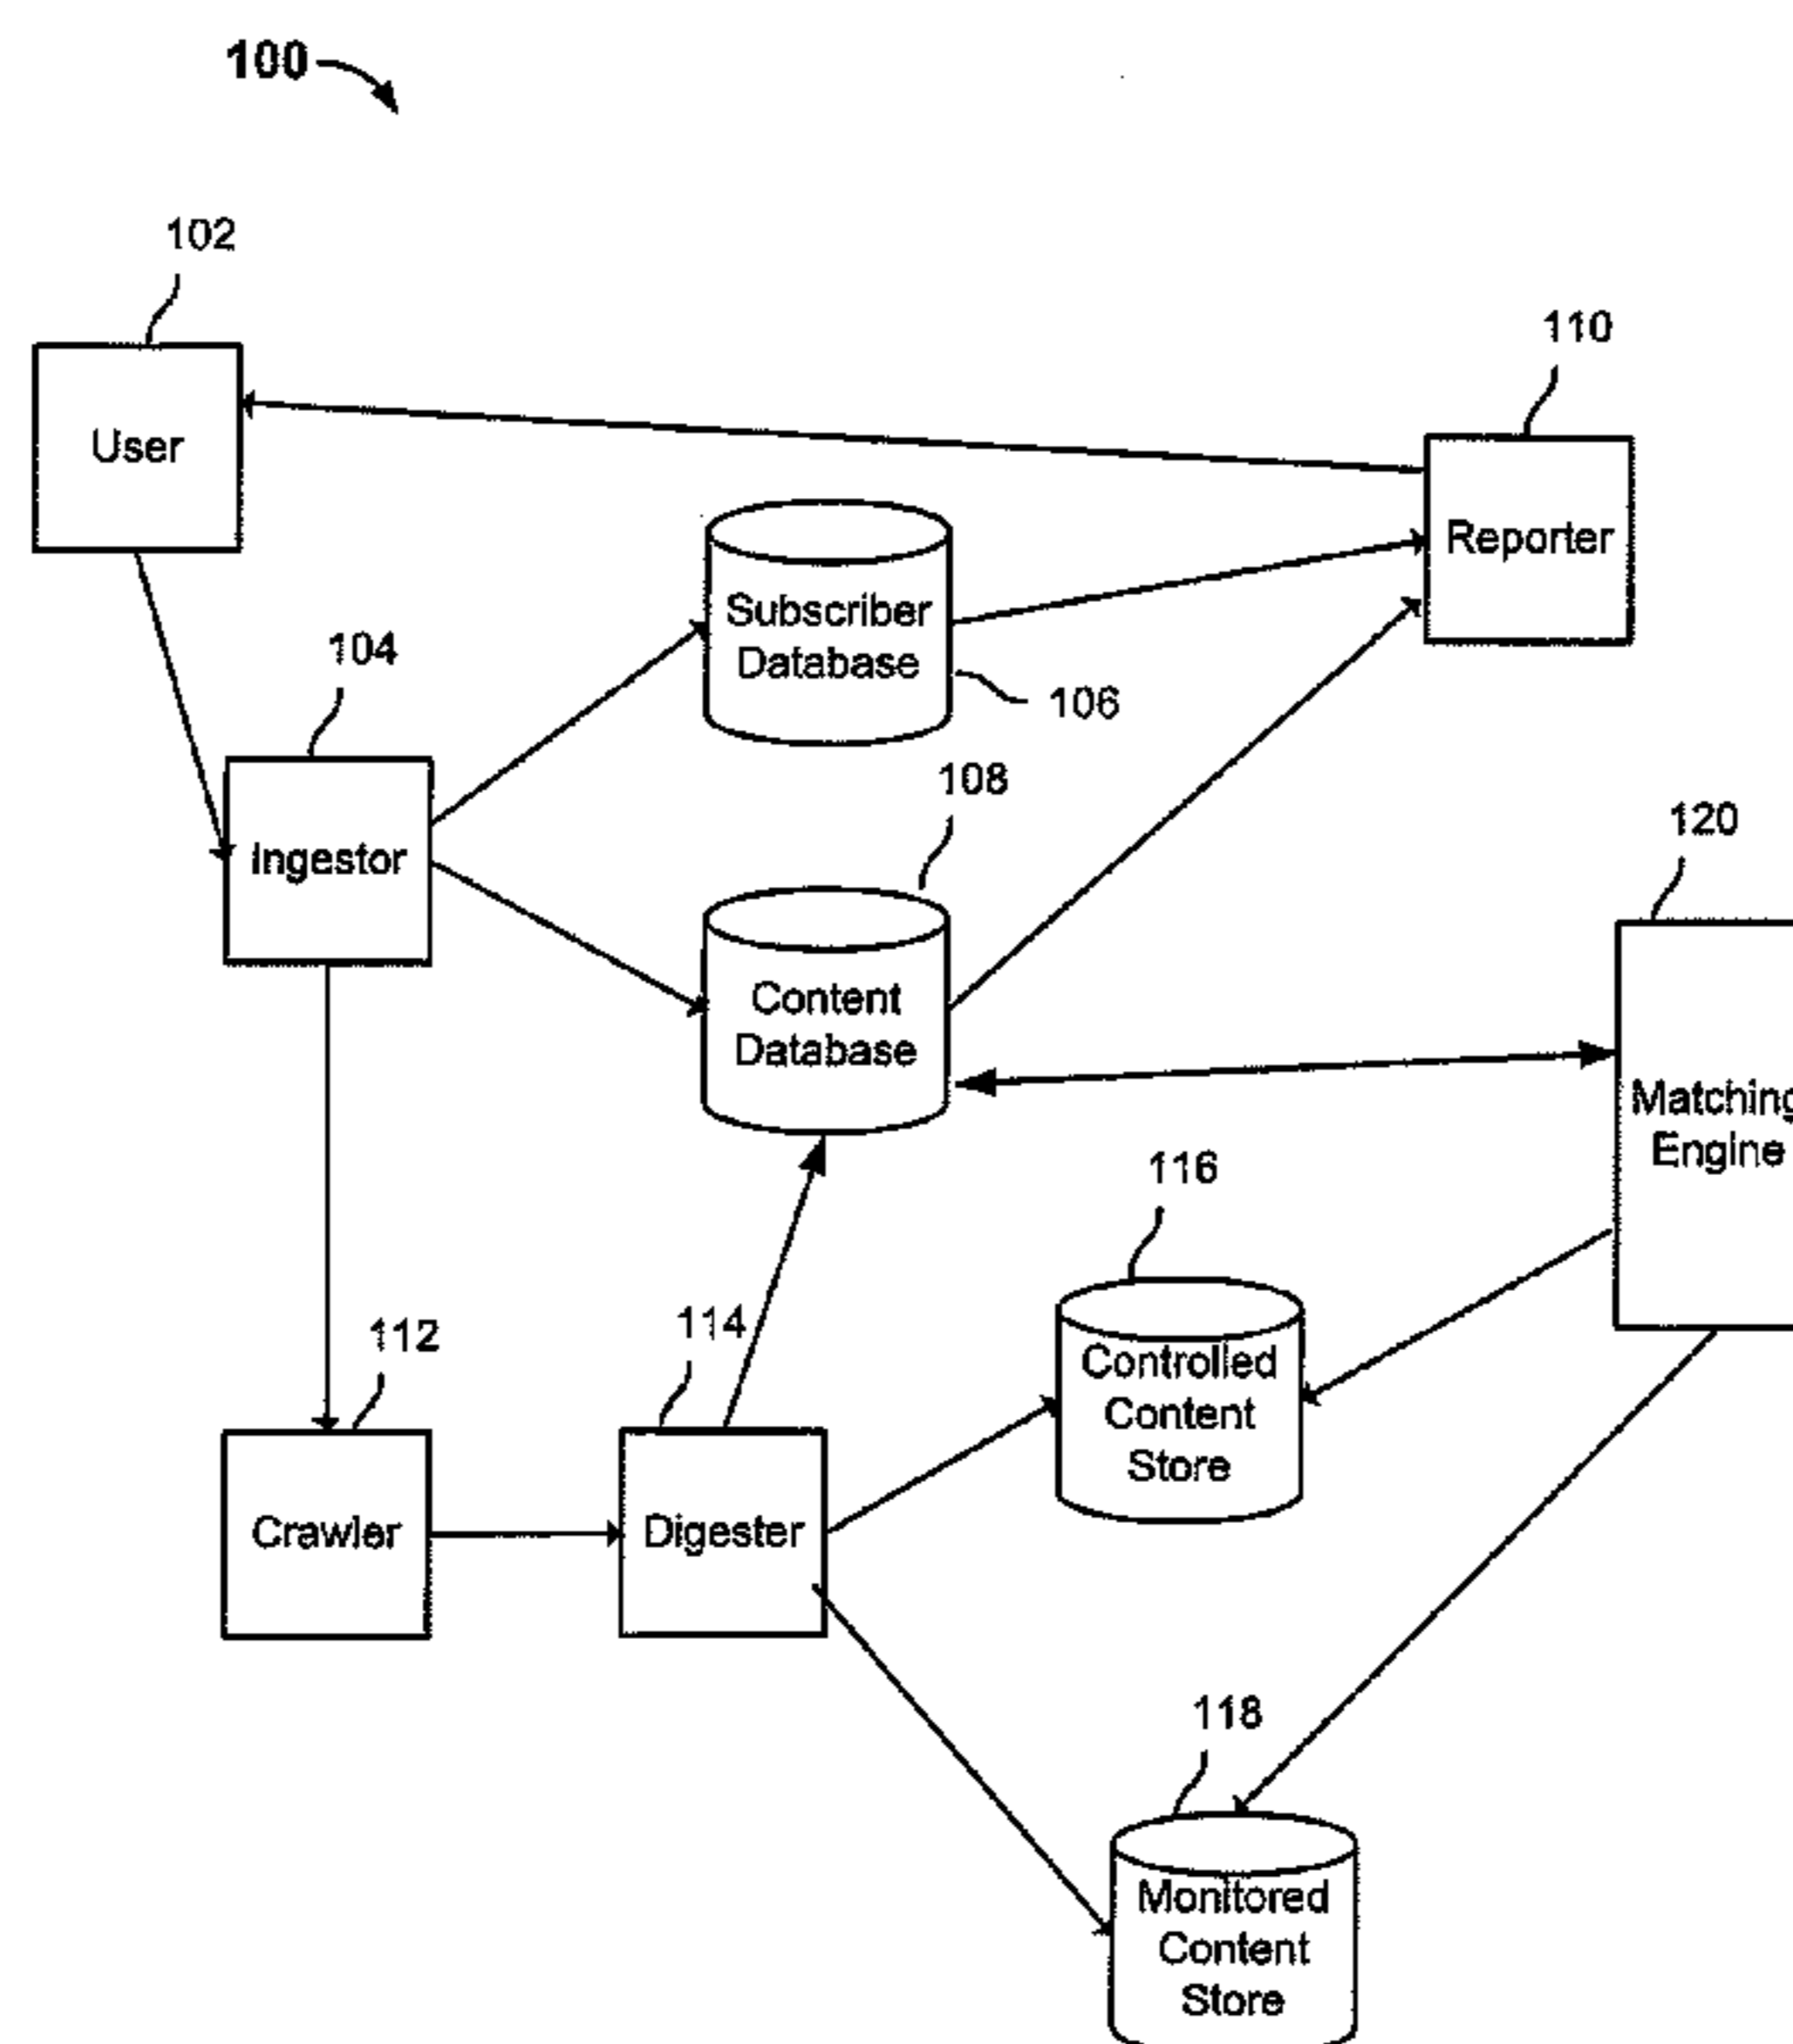 100
102
110
User
Reporter
Subscriber
Database
106
104
108
120
Ingestor
Content
Database
Matching
Engine
116
112
114
Controlled
Content
Store
Crawler
Digester
118
Monitored
Content
Store